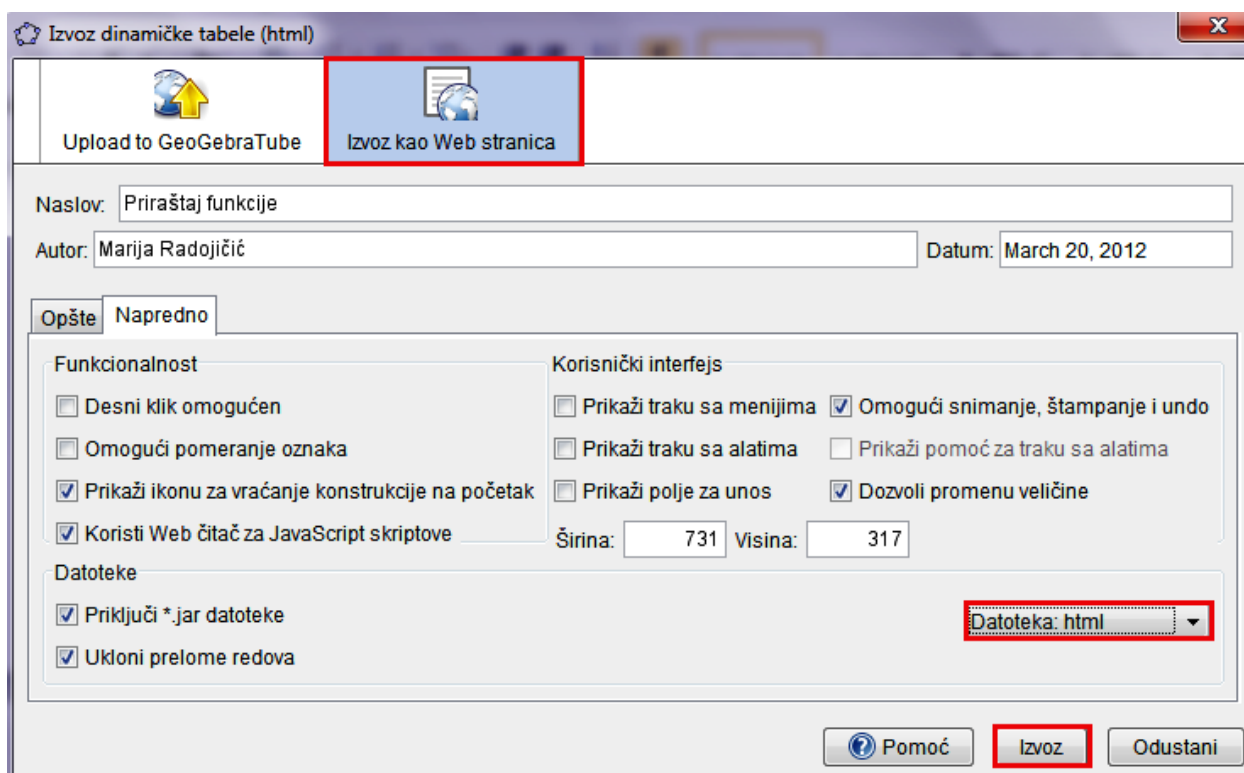 Izvoz dinamičke tabele (html)
Upload to GeoGebraTube
Izvoz kao Web stranica
Naslov: Priraštaj funkcije
Autor: Marija Radojičić Datum: March 20, 2012
Opšte Napredno
Funkcionalnost
Desni klik omogućen
Omogući pomeranje oznaka
Prikaži ikonu za vraćanje konstrukcije na početak
Koristi Web čitač za JavaScript skriptove
Korisnički interfejs
Prikaži traku sa menijima
Omogući snimanje, štampanje i undo
Prikaži traku sa alatima
Prikaži pomoć za traku sa alatima
Prikaži polje za unos
Dozvoli promenu veličine
Širina: 731 Visina: 317
Datoteke
Priključi *.jar datoteke
Ukloni prelome redova
Datoteka: html
Pomoć Izvoz Odustani